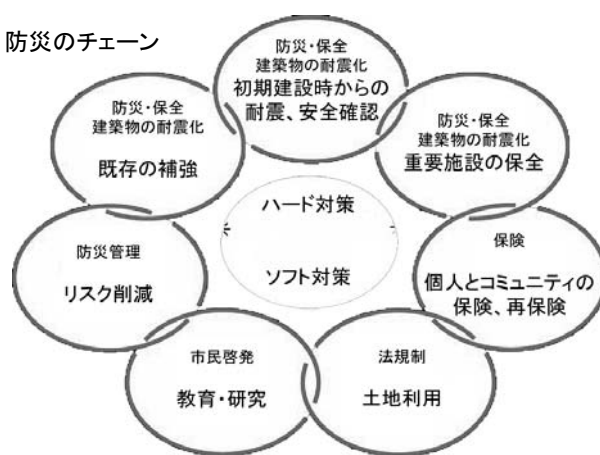 防災のチェーン
防災・保全
建築物の耐震化
初期建設時からの
耐震、安全確認
防災・保全
建築物の耐震化
重要施設の保全
保険
個人とコミュニティの
保険、再保険
法規制
土地利用
市民啓発
教育・研究
防災管理
リスク削減
防災・保全
建築物の耐震化
既存の補強
ハード対策
ソフト対策